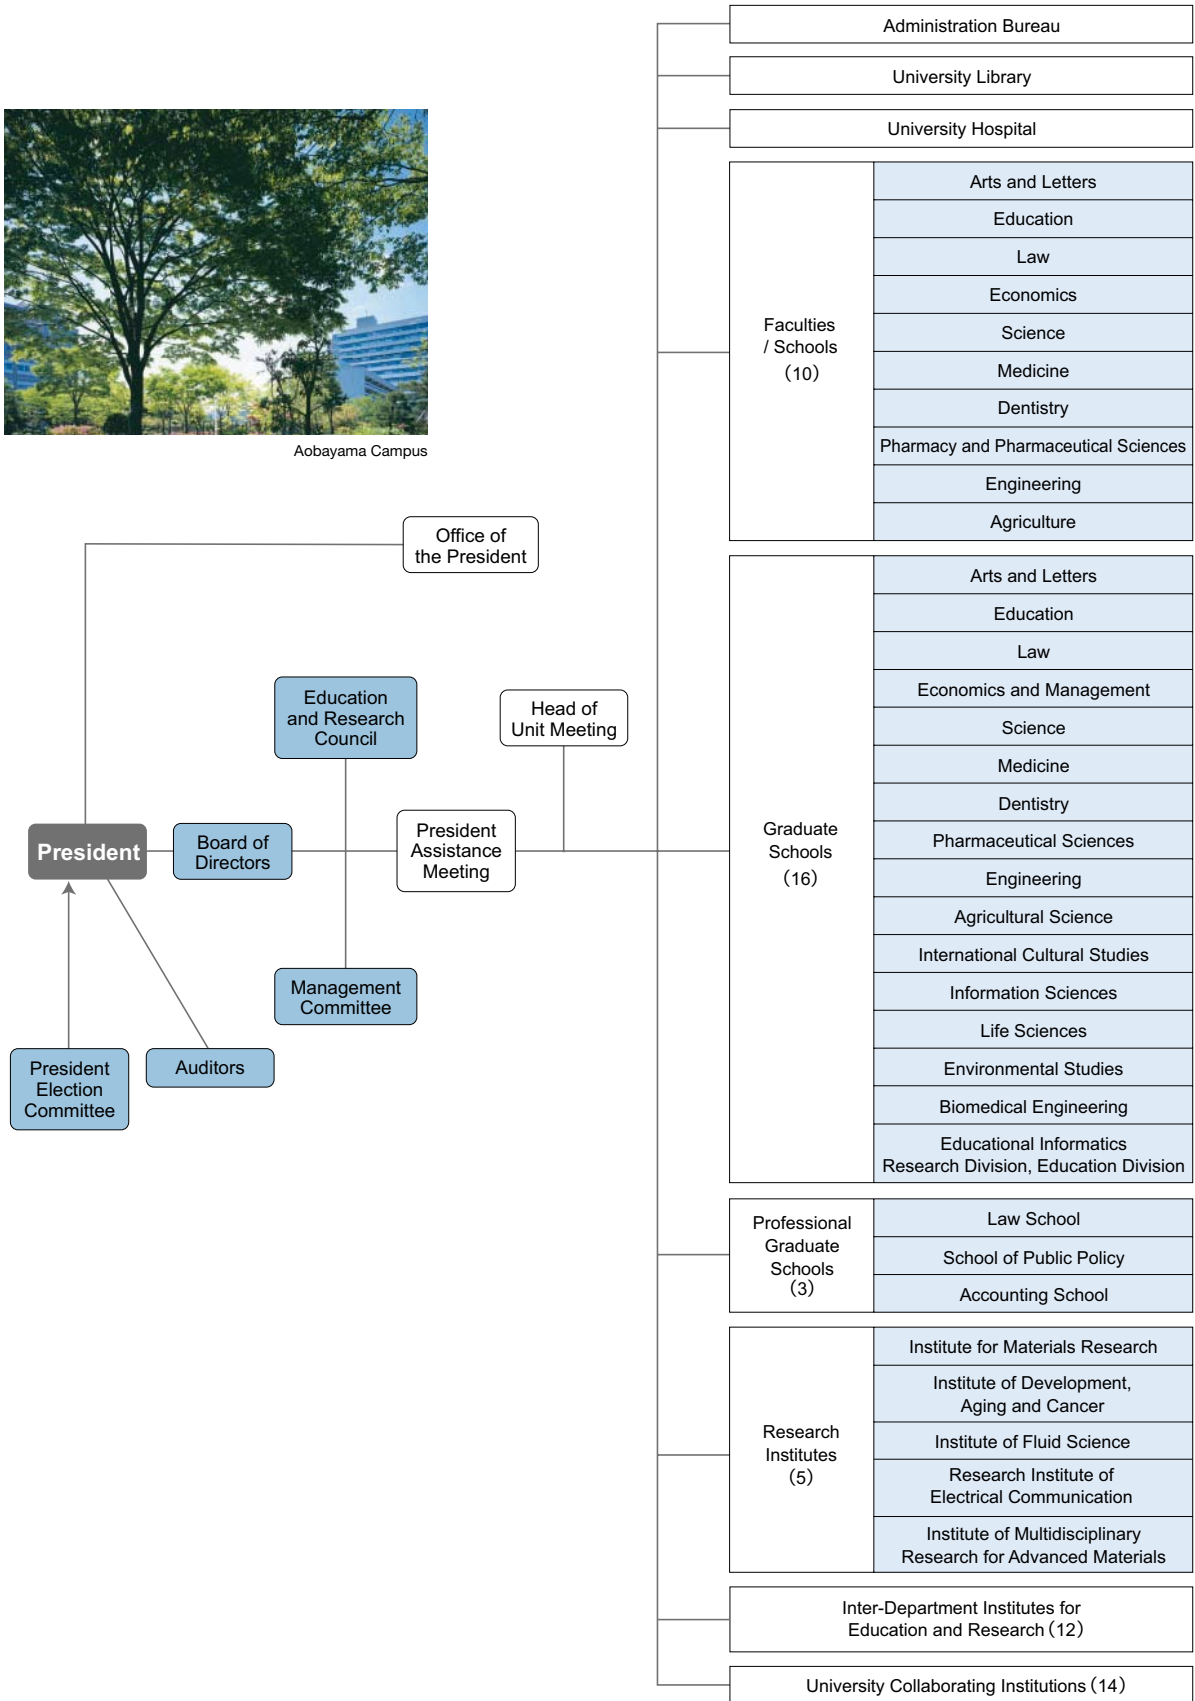 Administration Bureau
University Library
University Hospital
Faculties
/ Schools
(10)
Arts and Letters
Education
Law
Economics
Science
Medicine
Dentistry
Pharmacy and Pharmaceutical Sciences
Engineering
Agriculture
Aobayama Campus
Office of
the President
Education
and Research
Council
Head of
Unit Meeting
President
Board of
Directors
President
Assistance
Meeting
Management
Committee
President
Election
Committee
Auditors
Graduate
Schools
(16)
Arts and Letters
Education
Law
Economics and Management
Science
Medicine
Dentistry
Pharmaceutical Sciences
Engineering
Agricultural Science
International Cultural Studies
Information Sciences
Life Sciences
Environmental Studies
Biomedical Engineering
Educational Informatics
Research Division, Education Division
Professional
Graduate
Schools
(3)
Law School
School of Public Policy
Accounting School
Research
Institutes
(5)
Institute for Materials Research
Institute of Development,
Aging and Cancer
Institute of Fluid Science
Research Institute of
Electrical Communication
Institute of Multidisciplinary
Research for Advanced Materials
Inter-Department Institutes for
Education and Research (12)
University Collaborating Institutions (14)